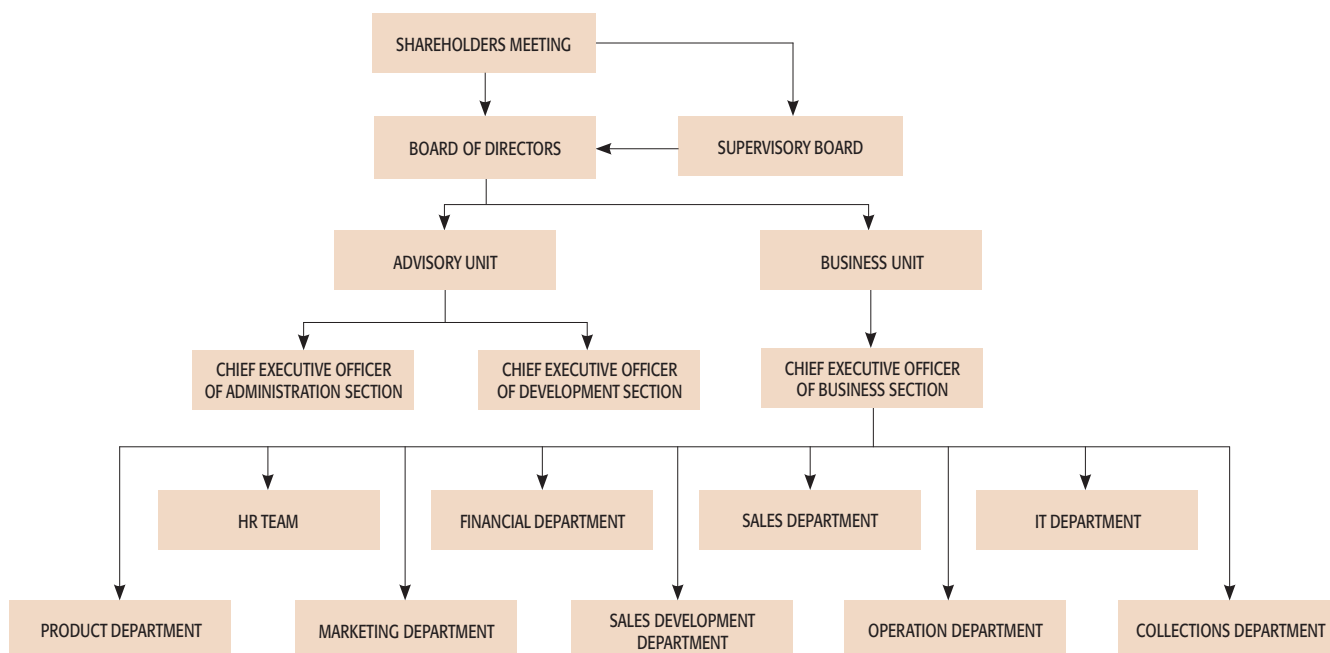 SHAREHOLDERS MEETING
BOARD OF DIRECTORS
SUPERVISORY BOARD
ADVISORY UNIT
BUSINESS UNIT
CHIEF EXECUTIVE OFFICER
OF ADMINISTRATION SECTION
CHIEF EXECUTIVE OFFICER
OF DEVELOPMENT SECTION
CHIEF EXECUTIVE OFFICER
OF BUSINESS SECTION
HR TEAM
FINANCIAL DEPARTMENT
SALES DEPARTMENT
IT DEPARTMENT
PRODUCT DEPARTMENT
MARKETING DEPARTMENT
SALES DEVELOPMENT
DEPARTMENT
OPERATION DEPARTMENT
COLLECTIONS DEPARTMENT